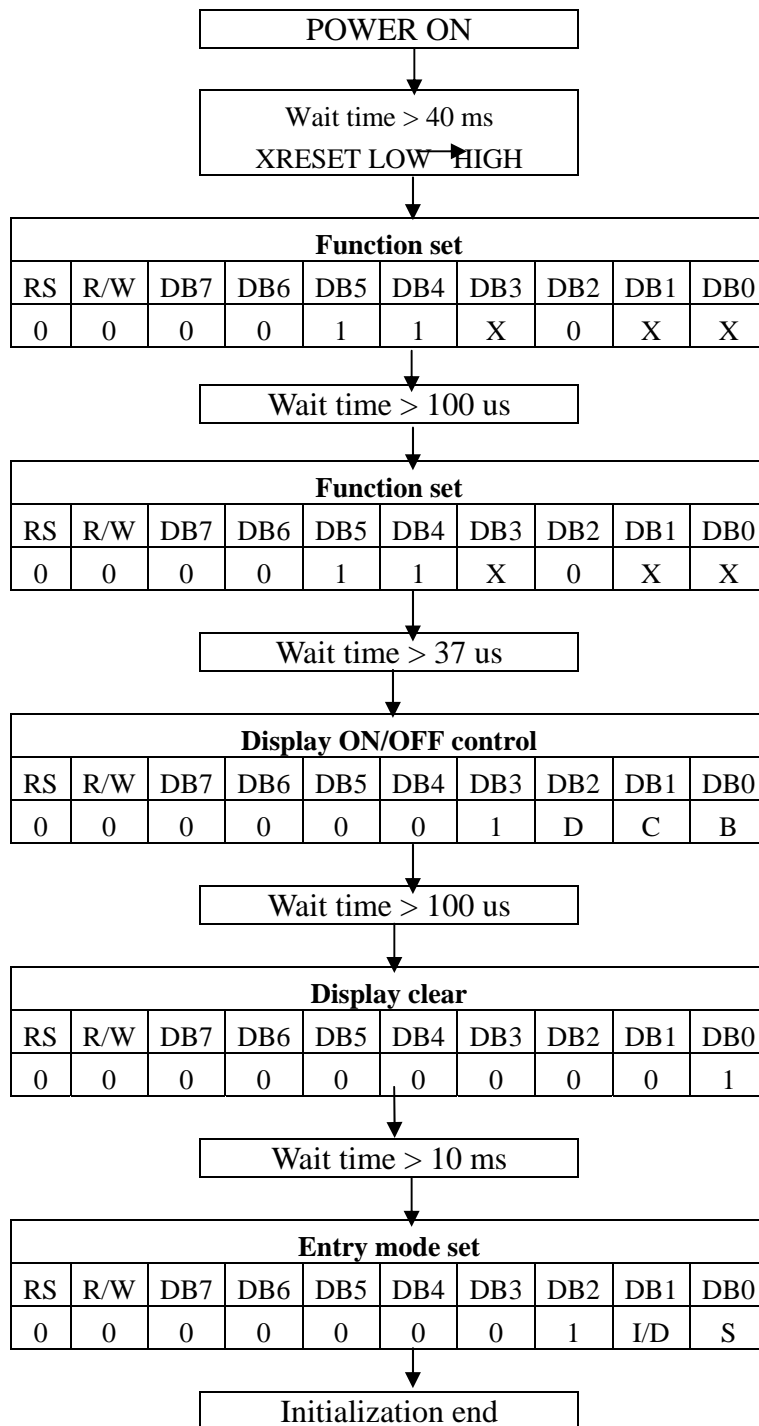 POWER ON
Wait time > 40 ms
XRESET LOW HIGH
Function set
RS R/W DB7 DB6 DB5 DB4 DB3 DB2 DB1 DB0
0 0 0 0 1 1 X 0 X X
Wait time > 100 us
Function set
RS R/W DB7 DB6 DB5 DB4 DB3 DB2 DB1 DB0
0 0 0 0 1 1 X 0 X X
Wait time > 37 us
Display ON/OFF control
RS R/W DB7 DB6 DB5 DB4 DB3 DB2 DB1 DB0
0 0 0 0 0 0 1 D C B
Wait time > 100 us
Display clear
RS R/W DB7 DB6 DB5 DB4 DB3 DB2 DB1 DB0
0 0 0 0 0 0 0 0 0 1
Wait time > 10 ms
Entry mode set
RS R/W DB7 DB6 DB5 DB4 DB3 DB2 DB1 DB0
0 0 0 0 0 0 0 1 I/D S
Initialization end